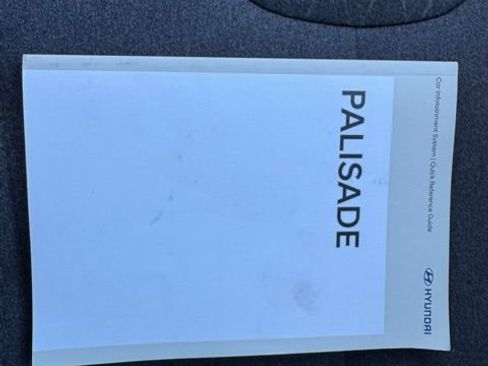 Car Infotainment System | Quick Reference Guide
HYUNDAI
PALISADE